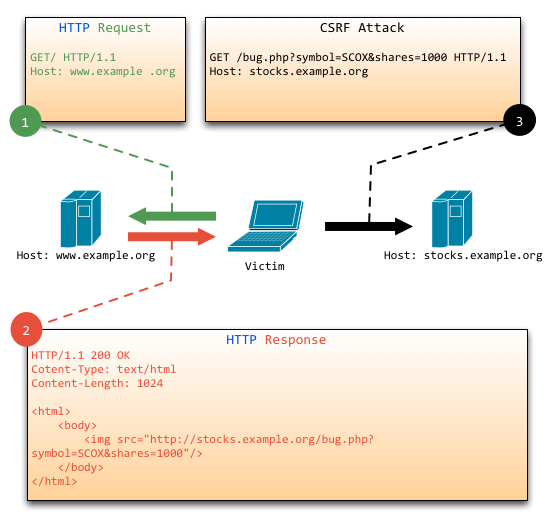 HTTP Request
GET/ HTTP/1.1
Host: www.example .org
CSRF Attack
GET /bug.php?symbol=SCOX&shares=1000 HTTP/1.1
Host: stocks.example.org
1
3
Host: www.example.org
Victim
Host: stocks.example.org
2
HTTP Response
HTTP/1.1 200 OK
Cotent-Type: text/html
Content-Length: 1024
<html>
<body>
<img src="http://stocks.example.org/bug.php?
symbol=SCOX&shares=1000"/>
</body>
</html>